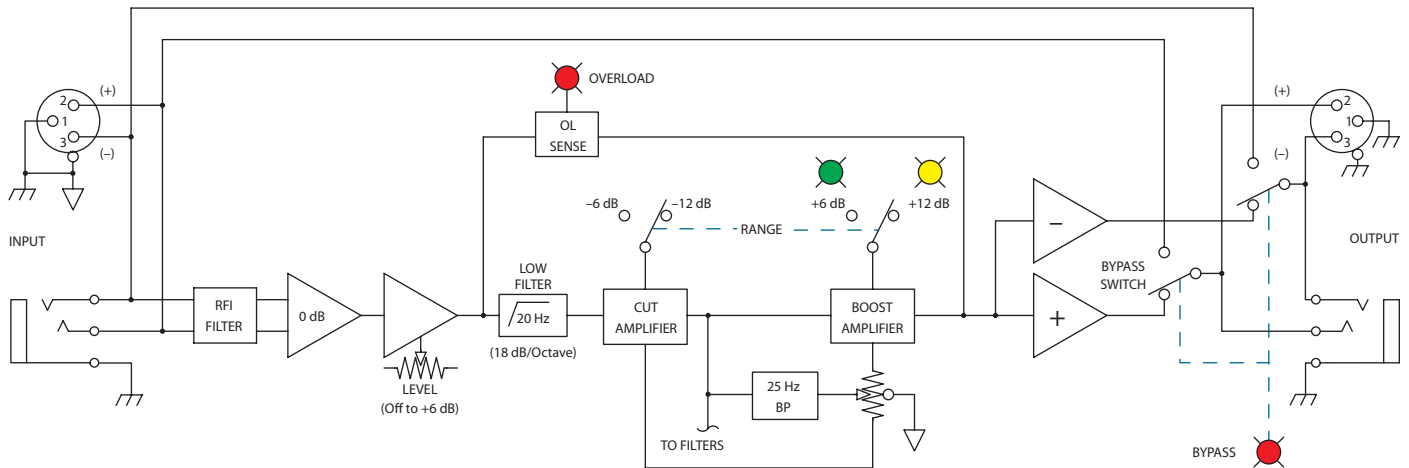 OVERLOAD
(+)
2
1
3
(–)
OL
SENSE
(+)
2
1
3
(–)
–6 dB
–12 dB
RANGE
+6 dB
+12 dB
INPUT
OUTPUT
–
BYPASS
SWITCH
LOW
FILTER
RFI
FILTER
0 dB
20 Hz
CUT
AMPLIFIER
BOOST
AMPLIFIER
+
(18 dB/Octave)
LEVEL
(Off to +6 dB)
25 Hz
BP
TO FILTERS
BYPASS